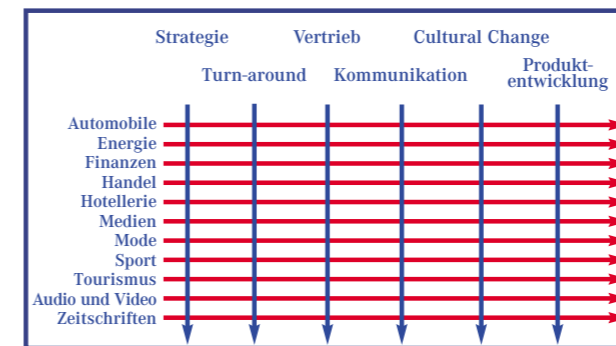 Strategie Vertrieb Cultural Change
Turn-around Kommunikation Produkt-
entwicklung
Automobile
Energie
Finanzen
Handel
Hotellerie
Medien
Mode
Sport
Tourismus
Audio und Video
Zeitschriften